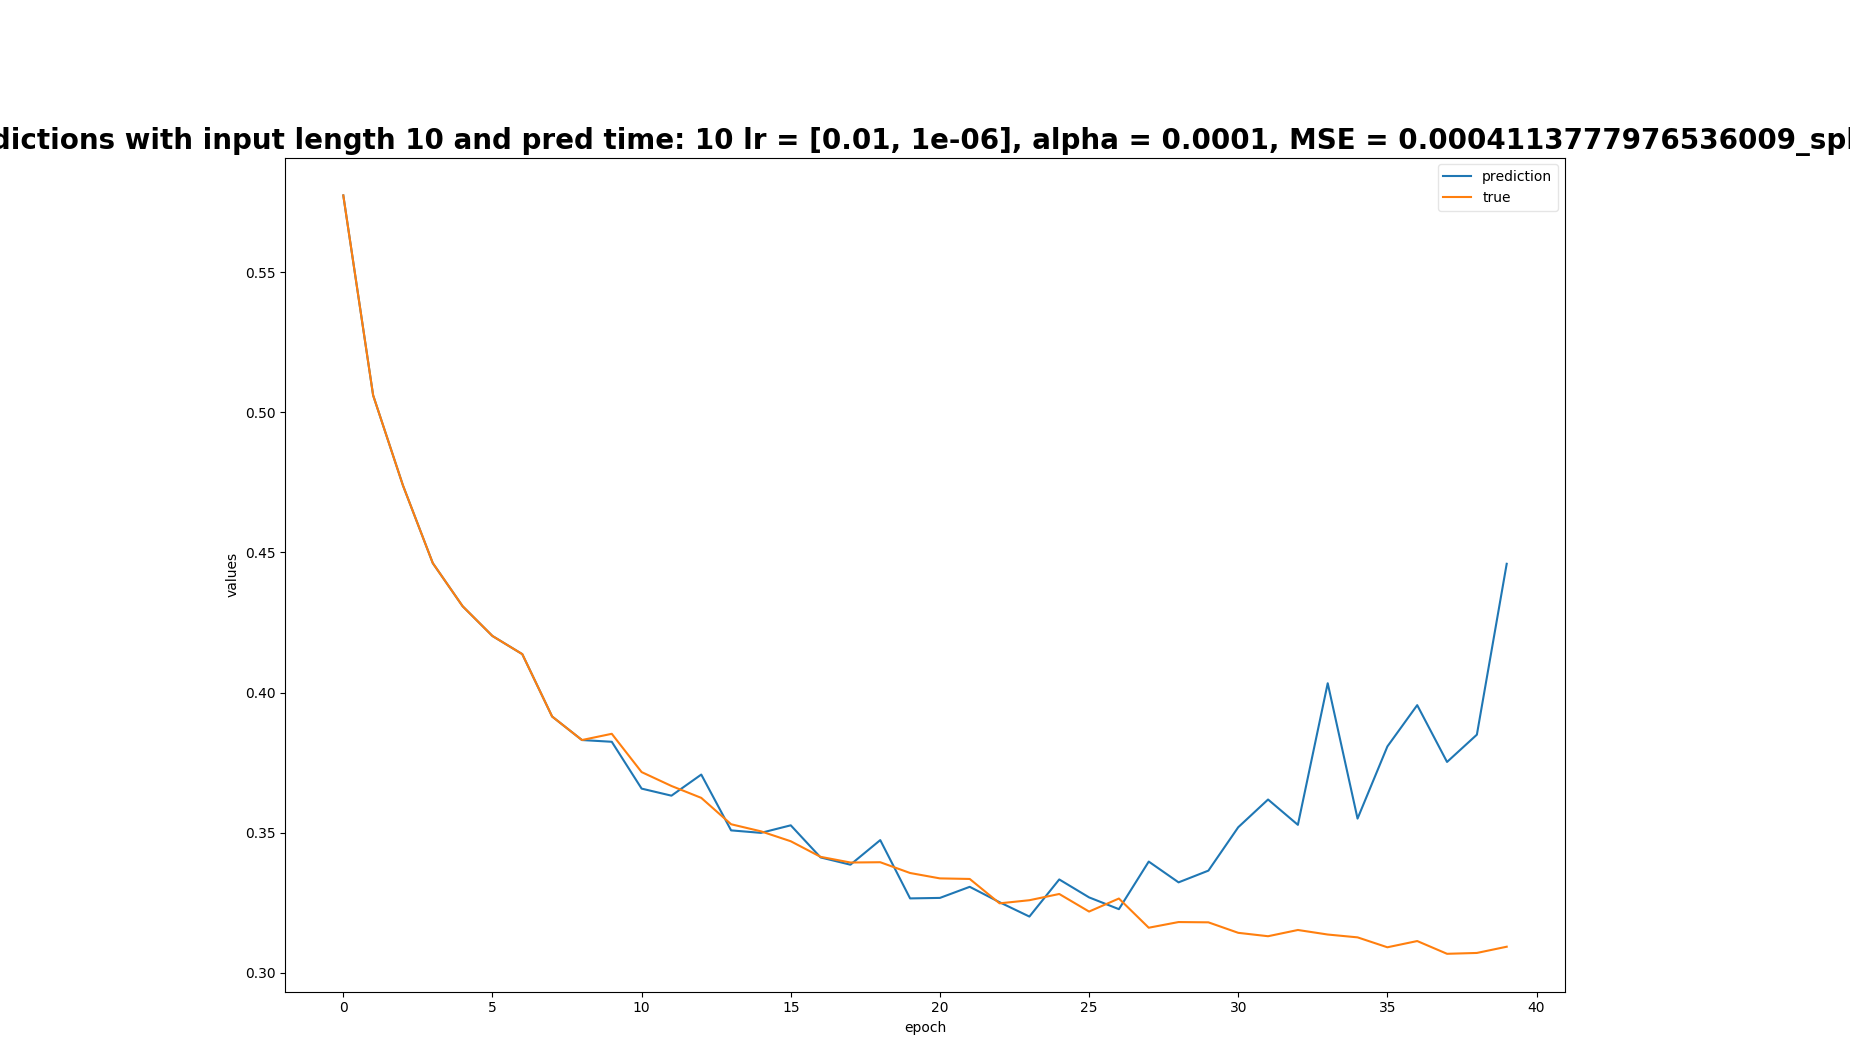 dictions with input length 10 and pred time: 10 lr = [0.01, 1e-06], alpha = 0.0001, MSE = 0.0004113777976536009_spl
prediction
true
0.55
0.50
0.45
0.40
0.35
0.30
values
0 5 10 15 20 25 30 35 40
epoch